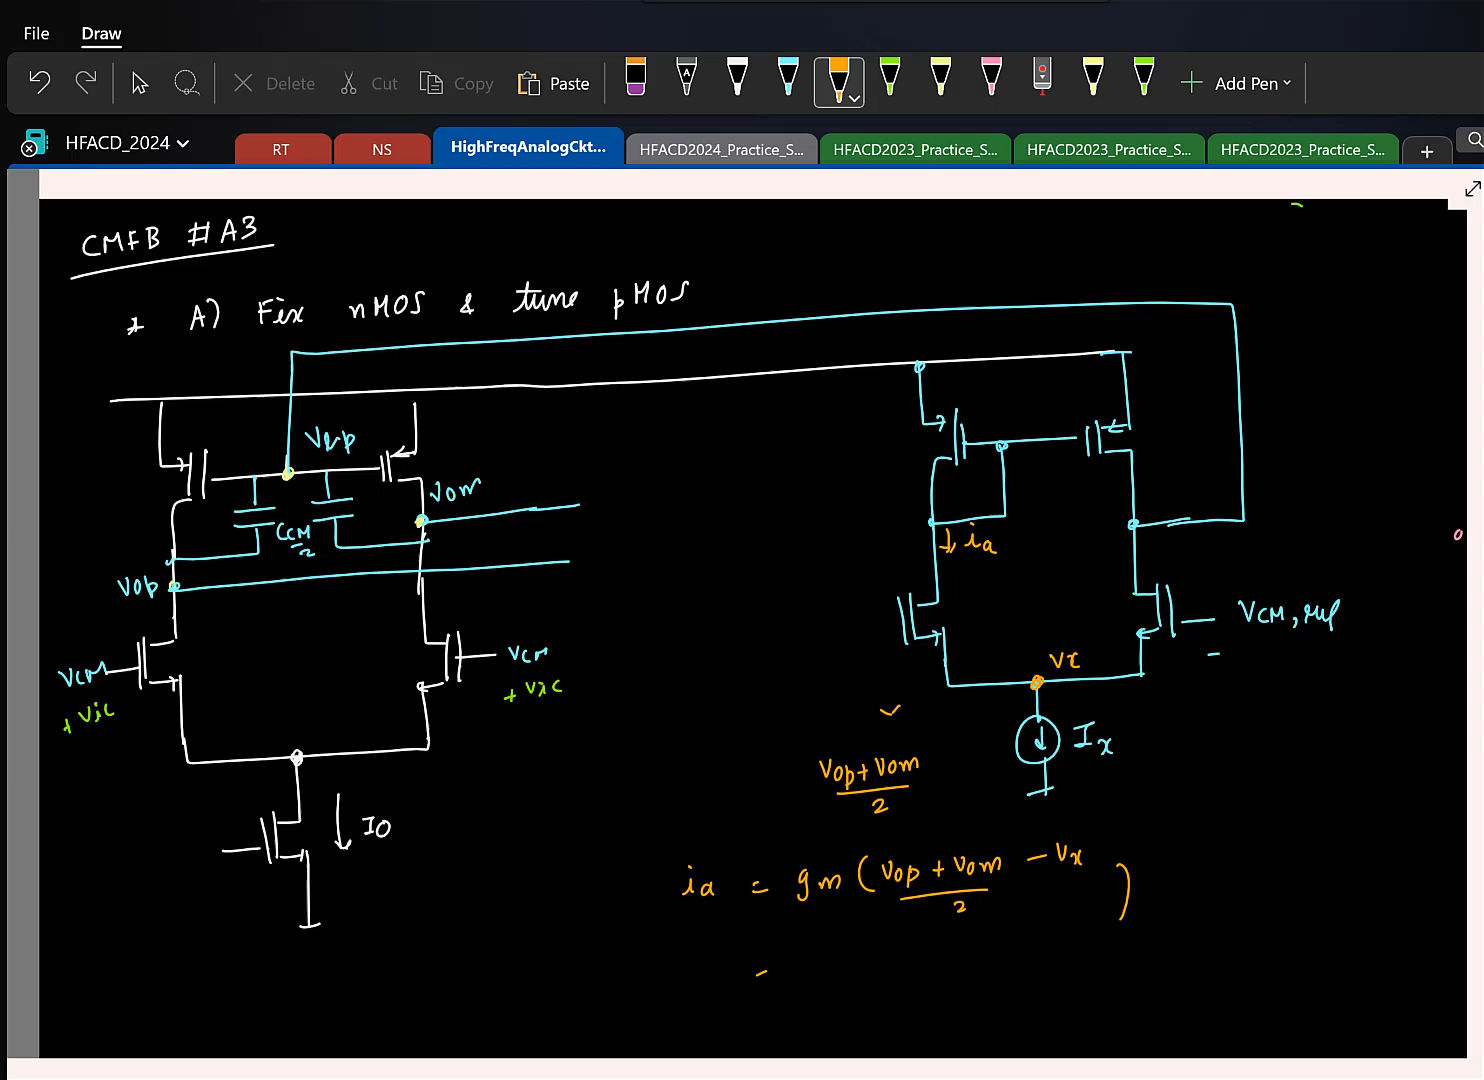 File Draw
Delete Cut Copy Paste A Add Pen
HFACD_2024 RT NS HighFreqAnalogCkt... HFACD2024_Practice_S... HFACD2023_Practice_S... HFACD2023_Practice_S... HFACD2023_Practice_S... +
CMFB #A3
* A) Fix nMOS & tune pMOS
Vbp
Vom
CCM/2
ia
Vop
VCM, ref
VCM
+ vic
VCM
+ vic
vx
Ix
Vop + Vom
2
I0
ia = gm (Vop + Vom - Vx)
2